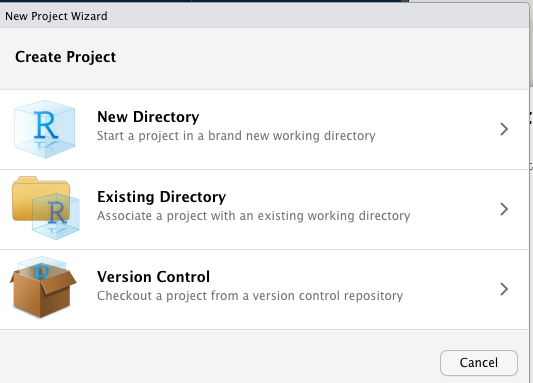 New Project Wizard
Create Project
New Directory
Start a project in a brand new working directory
Existing Directory
Associate a project with an existing working directory
Version Control
Checkout a project from a version control repository
Cancel